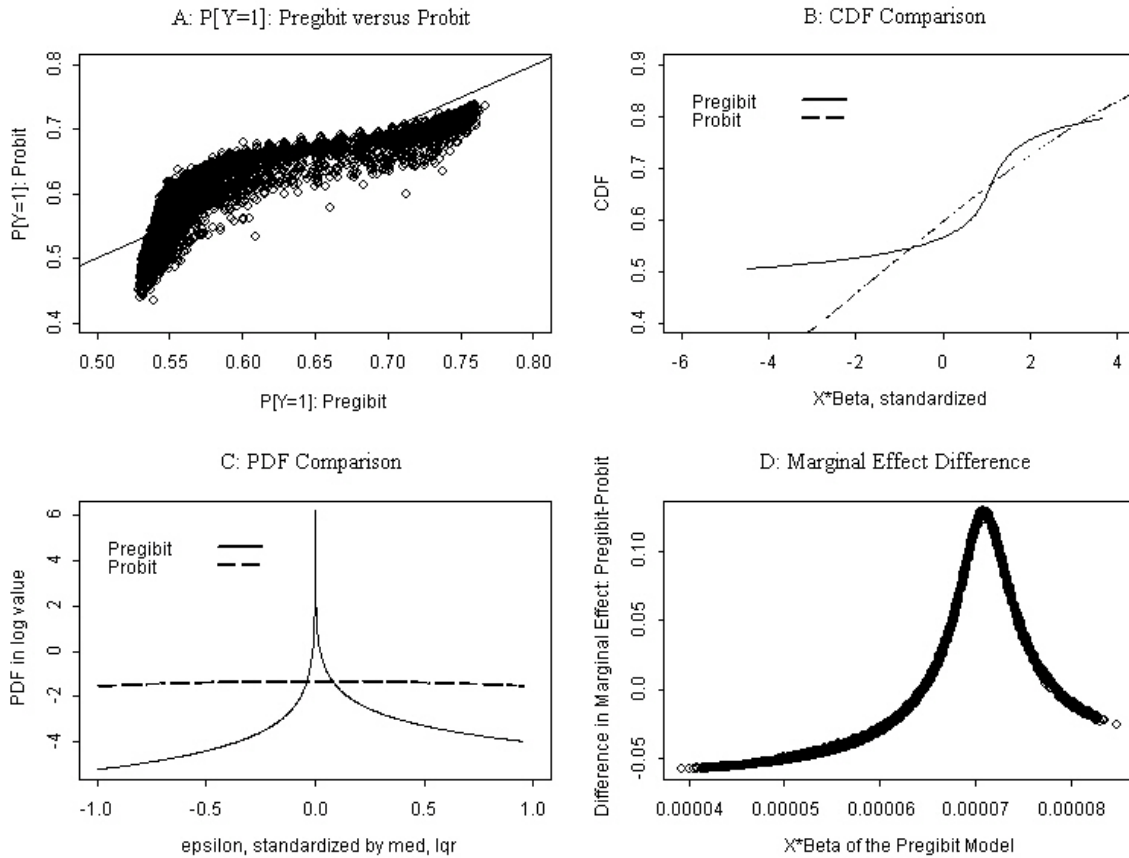 A: P[Y=1]: Pregibit versus Probit
P[Y=1]: Probit
0.8
0.7
0.6
0.5
0.4
0.50
0.55
0.60
0.65
0.70
0.75
0.80
P[Y=1]: Pregibit
B: CDF Comparison
CDF
0.9
0.8
0.7
0.6
0.5
0.4
Pregibit
Probit
-6
-4
-2
0
2
4
X*Beta, standardized
C: PDF Comparison
PDF in log value
6
4
2
0
-2
-4
Pregibit
Probit
-1.0
-0.5
0.0
0.5
1.0
epsilon, standardized by med, Iqr
D: Marginal Effect Difference
Difference in Marginal Effect: Pregibit-Probit
0.10
0.05
0.0
-0.05
0.00004
0.00005
0.00006
0.00007
0.00008
X*Beta of the Pregibit Model